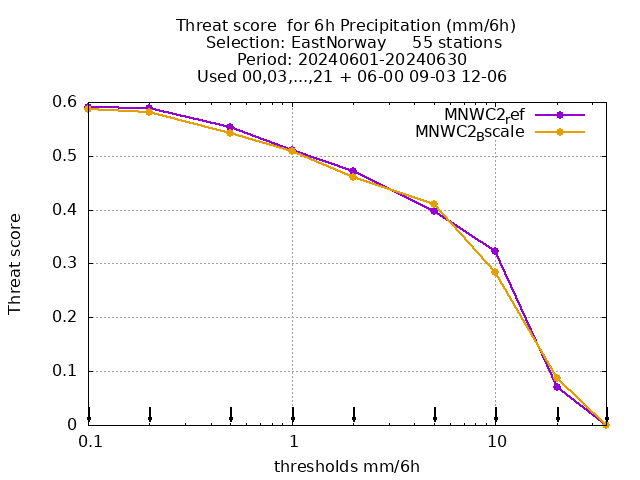 Threat score  for 6h Precipitation (mm/6h)
Selection: EastNorway     55 stations
Period: 20240601-20240630
Used 00,03,...,21 + 06-00 09-03 12-06
MNWC2ref
MNWC2Bscale
0.6
0.5
0.4
0.3
0.2
0.1
0
Threat score
0.1 1 10
thresholds mm/6h